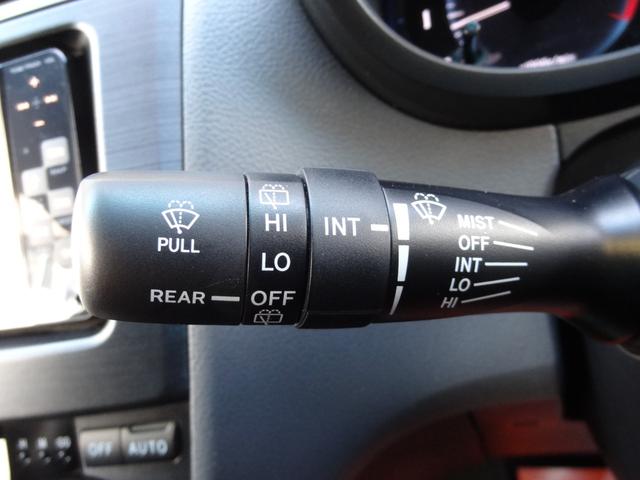 PULL
REAR
HI
LO
OFF
INT
MIST
OFF
INT
LO
HI
OFF
AUTO